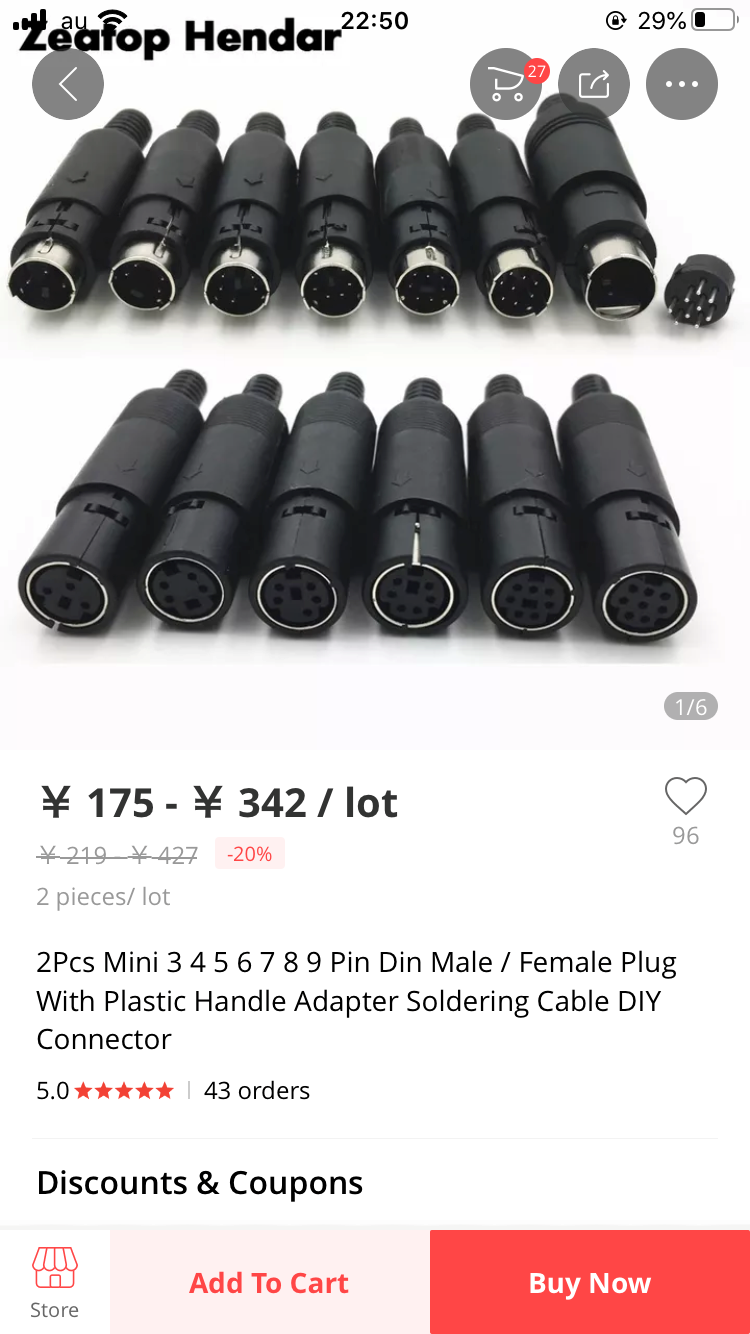 au
22:50
29%
Zeatop Hendar
27
1/6
¥ 175 - ¥ 342 / lot
¥ 219 - ¥ 427
-20%
96
2 pieces/ lot
2Pcs Mini 3 4 5 6 7 8 9 Pin Din Male / Female Plug
With Plastic Handle Adapter Soldering Cable DIY
Connector
5.0★★★★★ | 43 orders
Discounts & Coupons
Store
Add To Cart
Buy Now